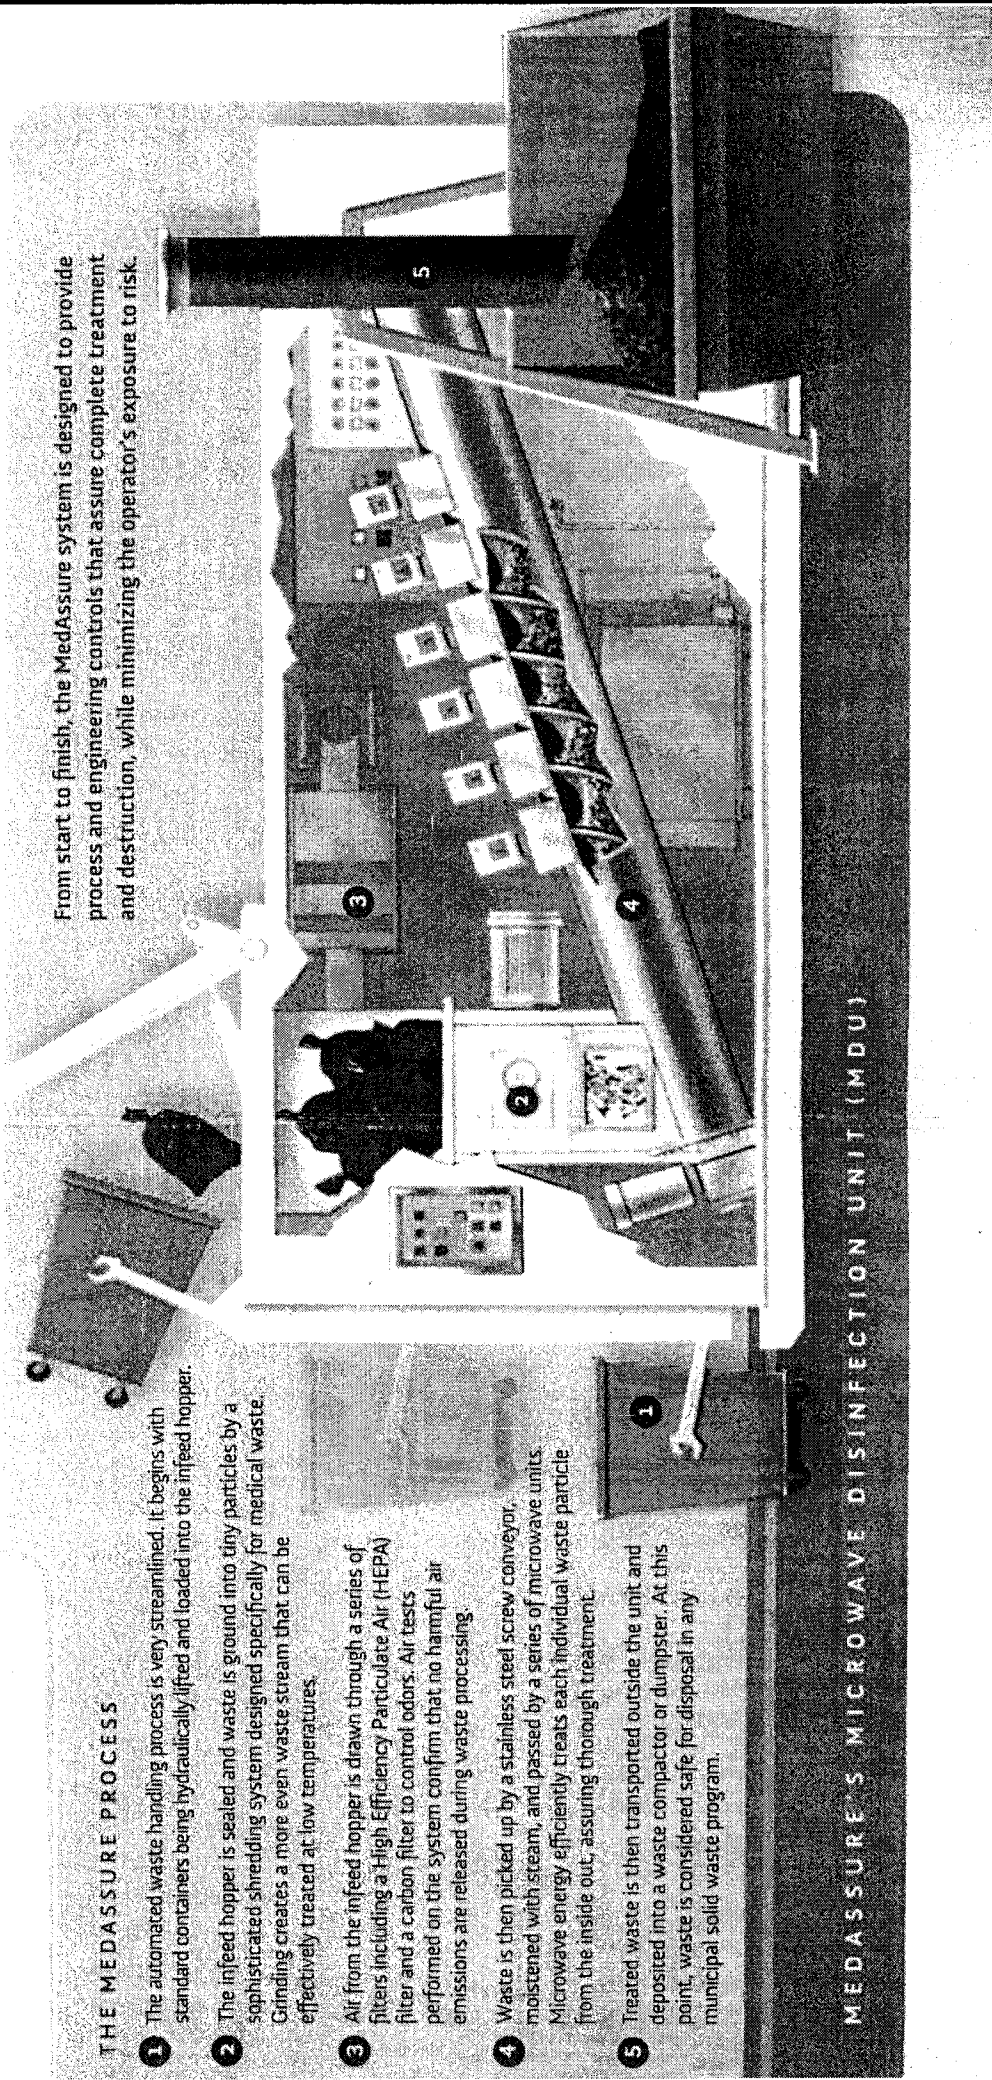 THE MEDASSURE PROCESS
1 The automated waste handling process is very streamlined. It begins with
standard containers being hydraulically lifted and loaded into the infeed hopper.
2 The infeed hopper is sealed and waste is ground into tiny particles by a
sophisticated shredding system designed specifically for medical waste.
Grinding creates a more even waste stream that can be
effectively treated at low temperatures.
3 Air from the infeed hopper is drawn through a series of
filters including a High Efficiency Particulate Air (HEPA)
filter and a carbon filter to control odors. Air tests
performed on the system confirm that no harmful air
emissions are released during waste processing.
4 Waste is then picked up by a stainless steel screw conveyor,
moistened with steam, and passed by a series of microwave units.
Microwave energy efficiently treats each individual waste particle
from the inside out, assuring thorough treatment.
5 Treated waste is then transported outside the unit and
deposited into a waste compactor or dumpster. At this
point, waste is considered safe for disposal in any
municipal solid waste program.
From start to finish, the MedAssure system is designed to provide
process and engineering controls that assure complete treatment
and destruction, while minimizing the operator's exposure to risk.
1
2
3
4
5
MEDASSURE'S MICROWAVE DISINFECTION UNIT (MDU)